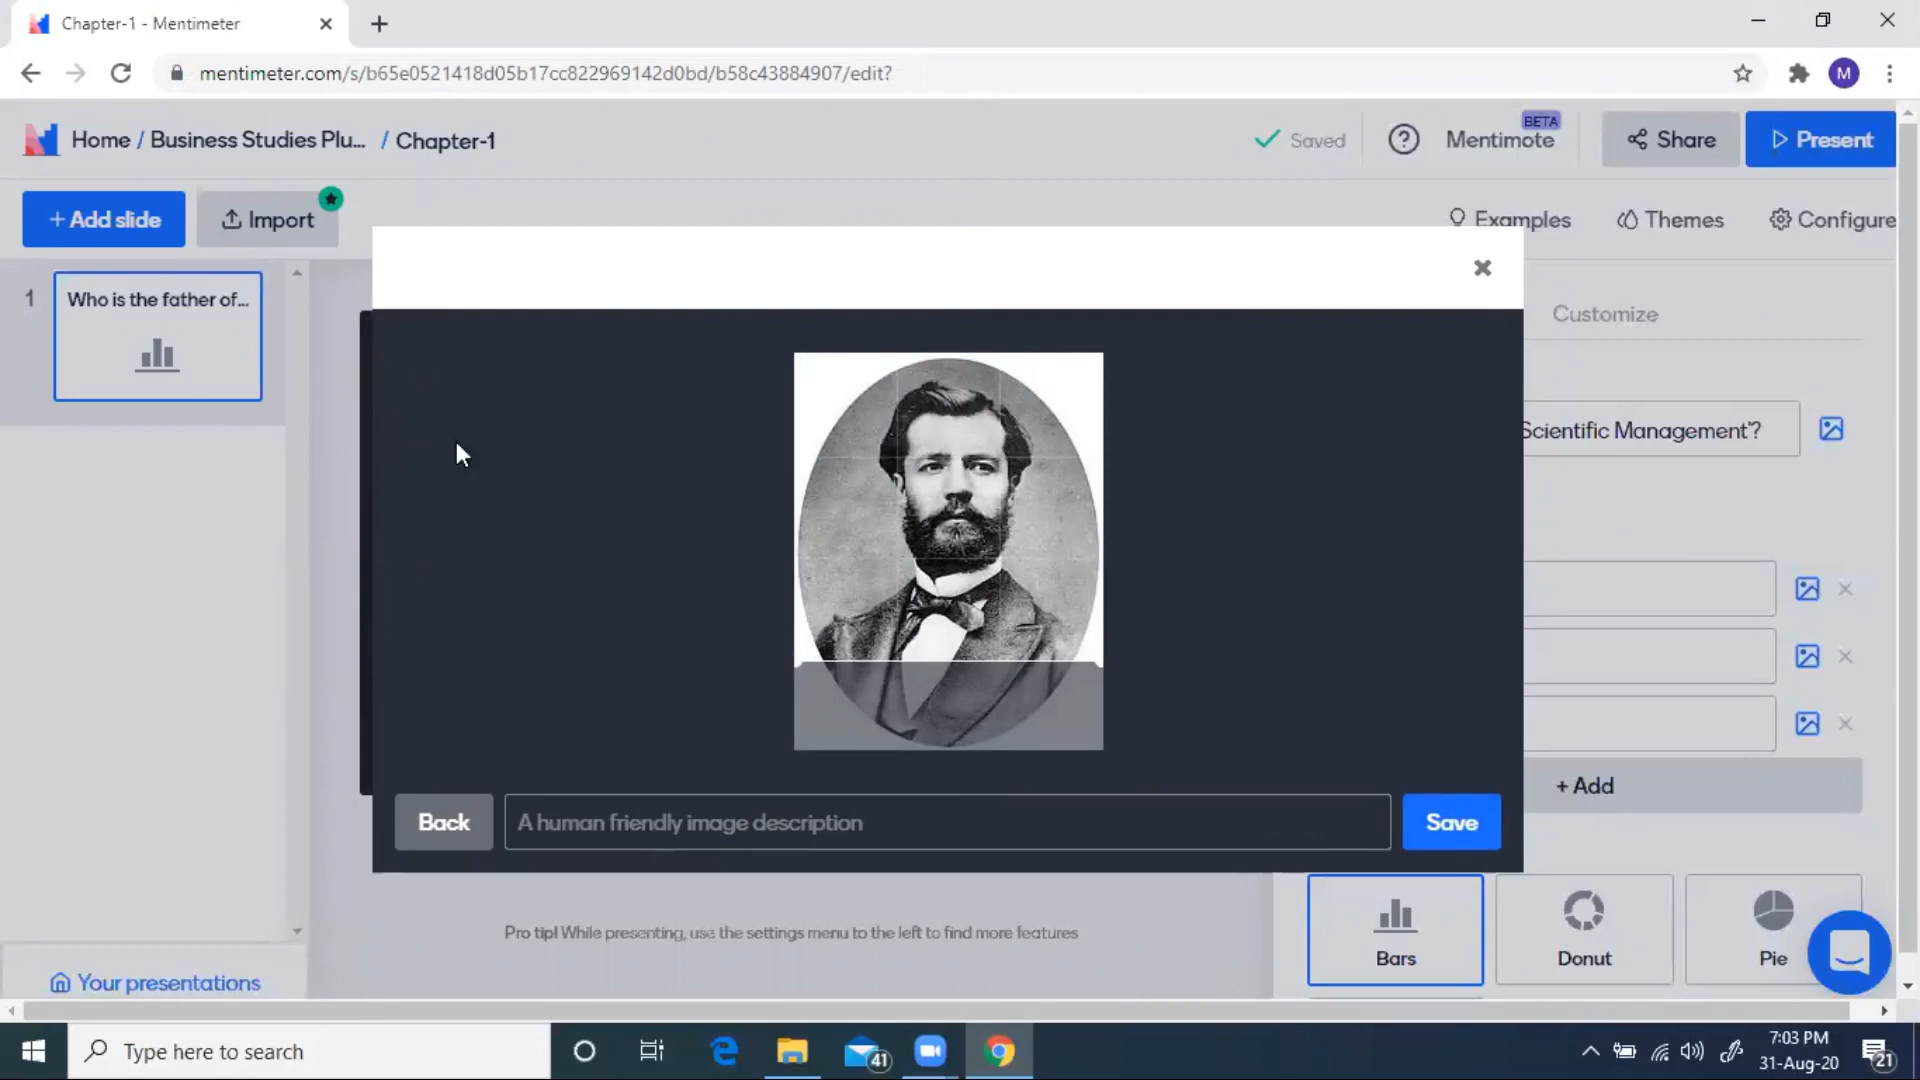 Chapter-1 - Mentimeter
mentimeter.com/s/b65e0521418d05b17cc822969142d0bd/b58c43884907/edit?
M
Home / Business Studies Plu... / Chapter-1
Saved
Mentimote
BETA
Share
Present
+ Add slide
Import
Examples
Themes
Configure
1
Who is the father of...
Customize
Scientific Management'?
+ Add
Back
A human friendly image description
Save
Pro tip! While presenting, use the settings menu to the left to find more features
Bars
Donut
Pie
Your presentations
Type here to search
41
7:03 PM
31-Aug-20
21